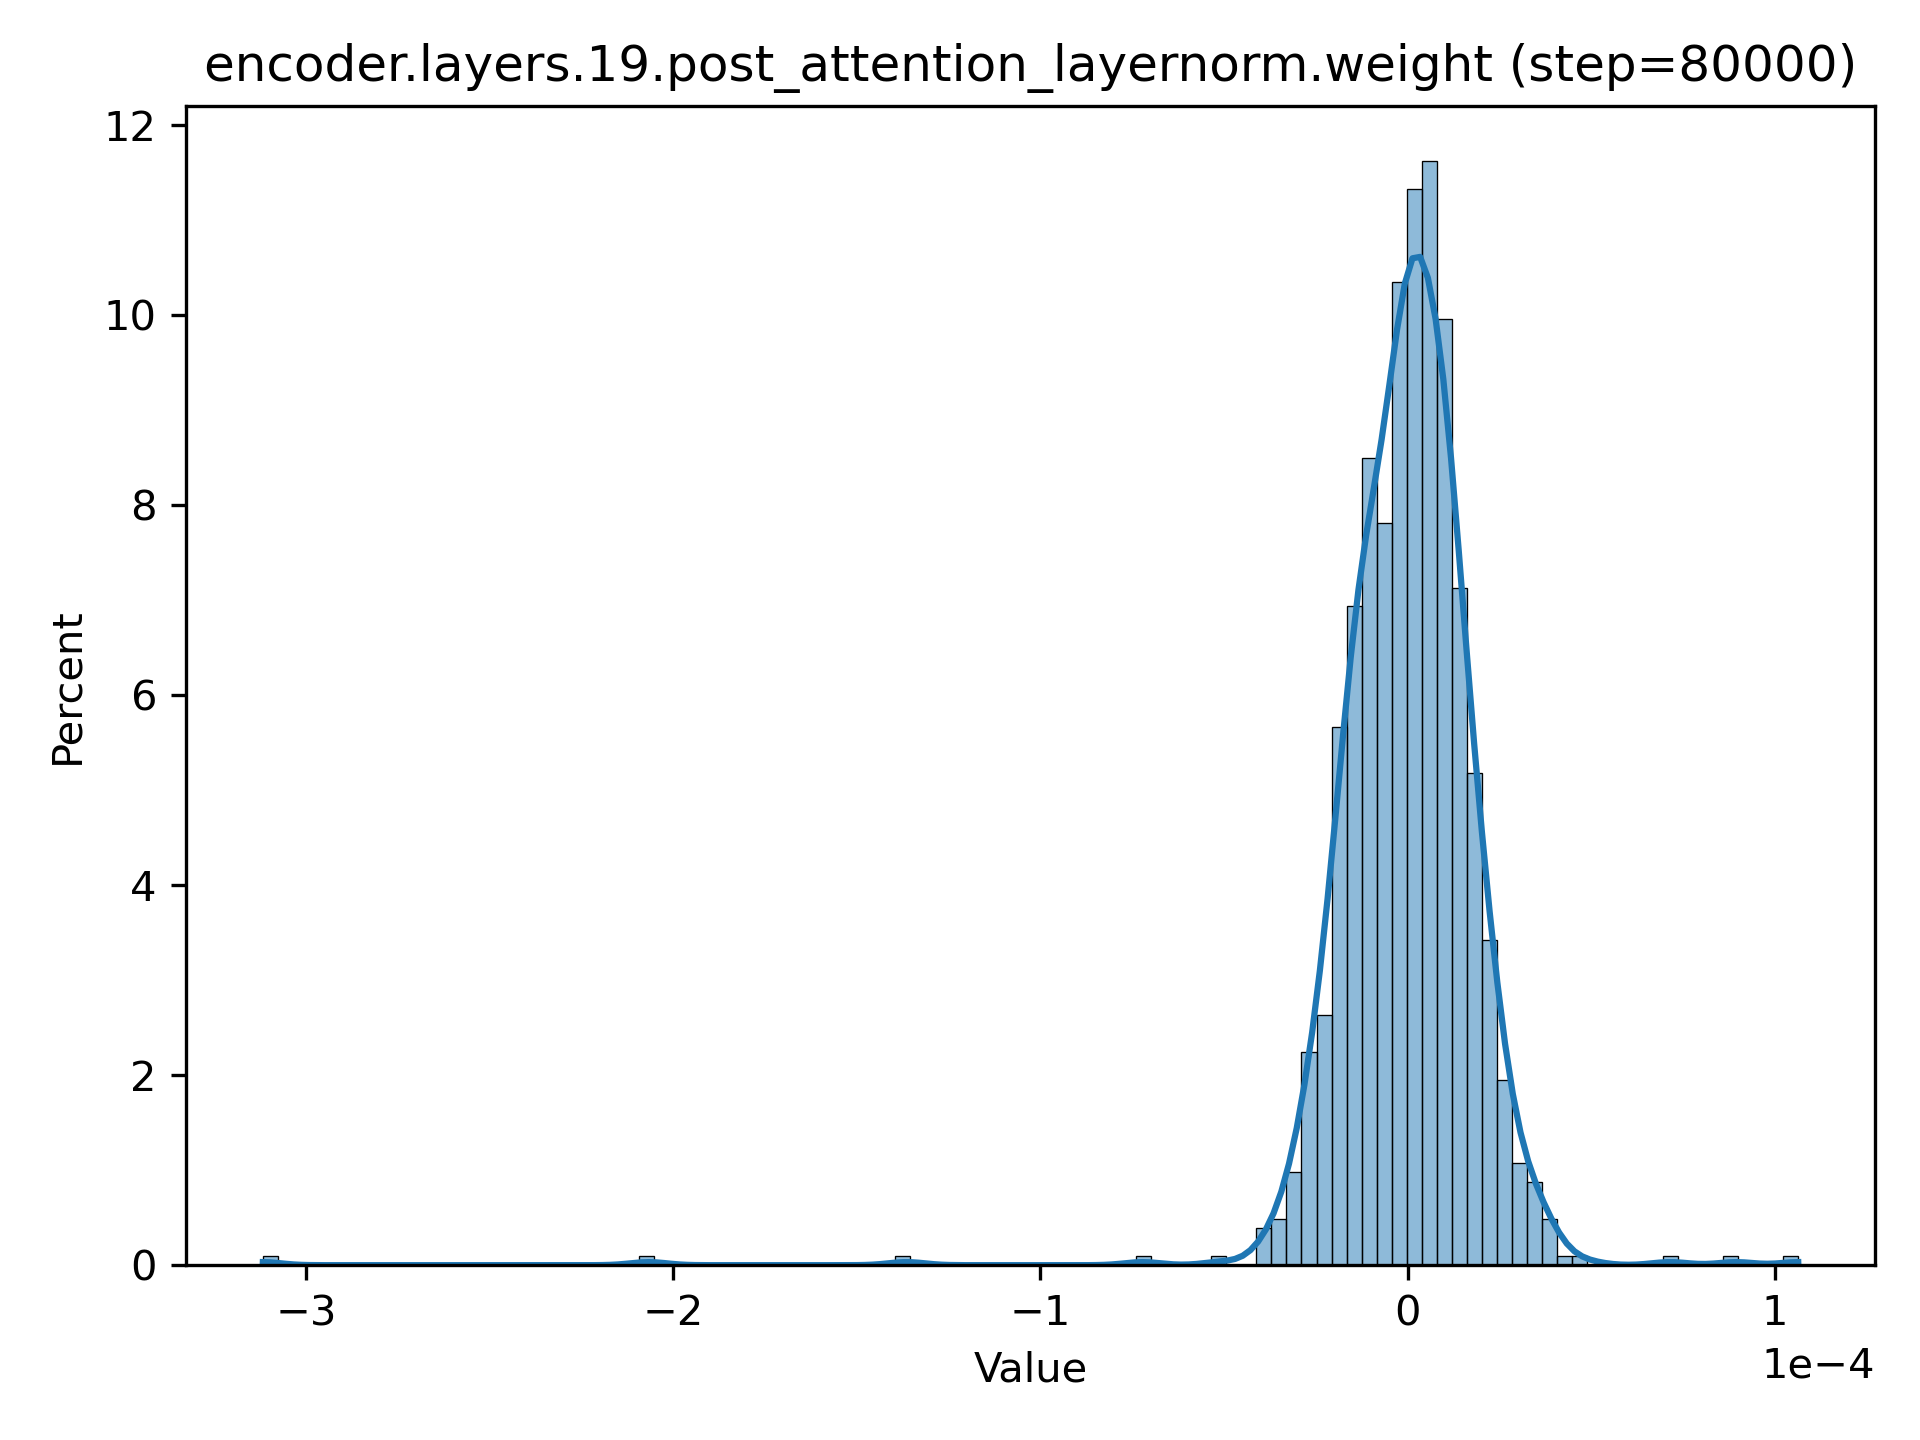 encoder.layers.19.post_attention_layernorm.weight (step=80000)
12
10
8
6
4
2
0
Percent
−3 −2 −1 0 1
1e−4
Value